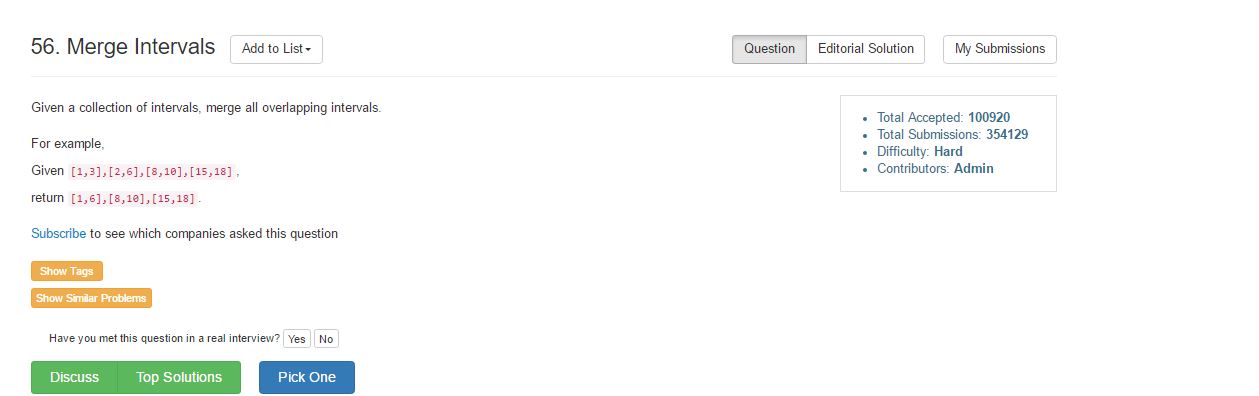 56. Merge Intervals
Add to List
Question
Editorial Solution
My Submissions
Given a collection of intervals, merge all overlapping intervals.
For example,
Given [1,3],[2,6],[8,10],[15,18],
return [1,6],[8,10],[15,18].
Subscribe to see which companies asked this question
Show Tags
Show Similar Problems
Have you met this question in a real interview? Yes No
Discuss
Top Solutions
Pick One
Total Accepted: 100920
Total Submissions: 354129
Difficulty: Hard
Contributors: Admin